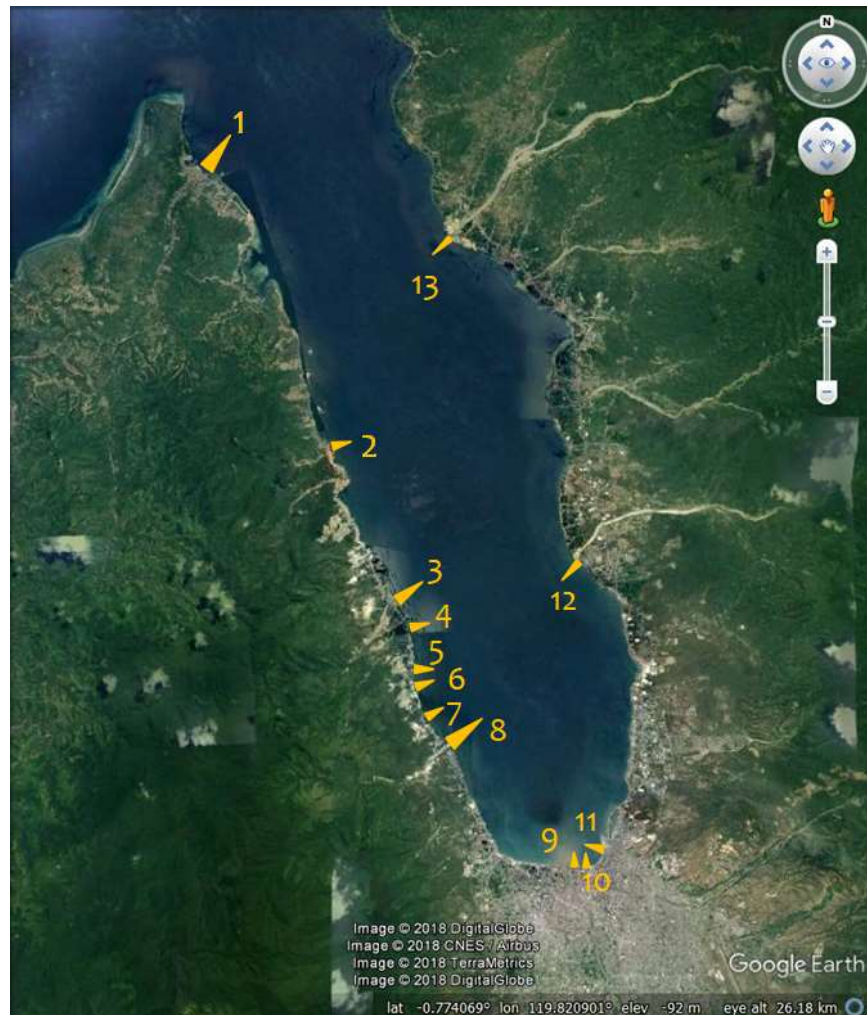 N
1
13
2
3
4
12
5
6
7
8
11
9
10
Image © 2018 DigitalGlobe
Image © 2018 CNES / Airbus
Image © 2018 TerraMetrics
Image © 2018 DigitalGlobe
Google Earth
lat -0.774069° lon 119.820901° elev -92 m eye alt 26.18 km